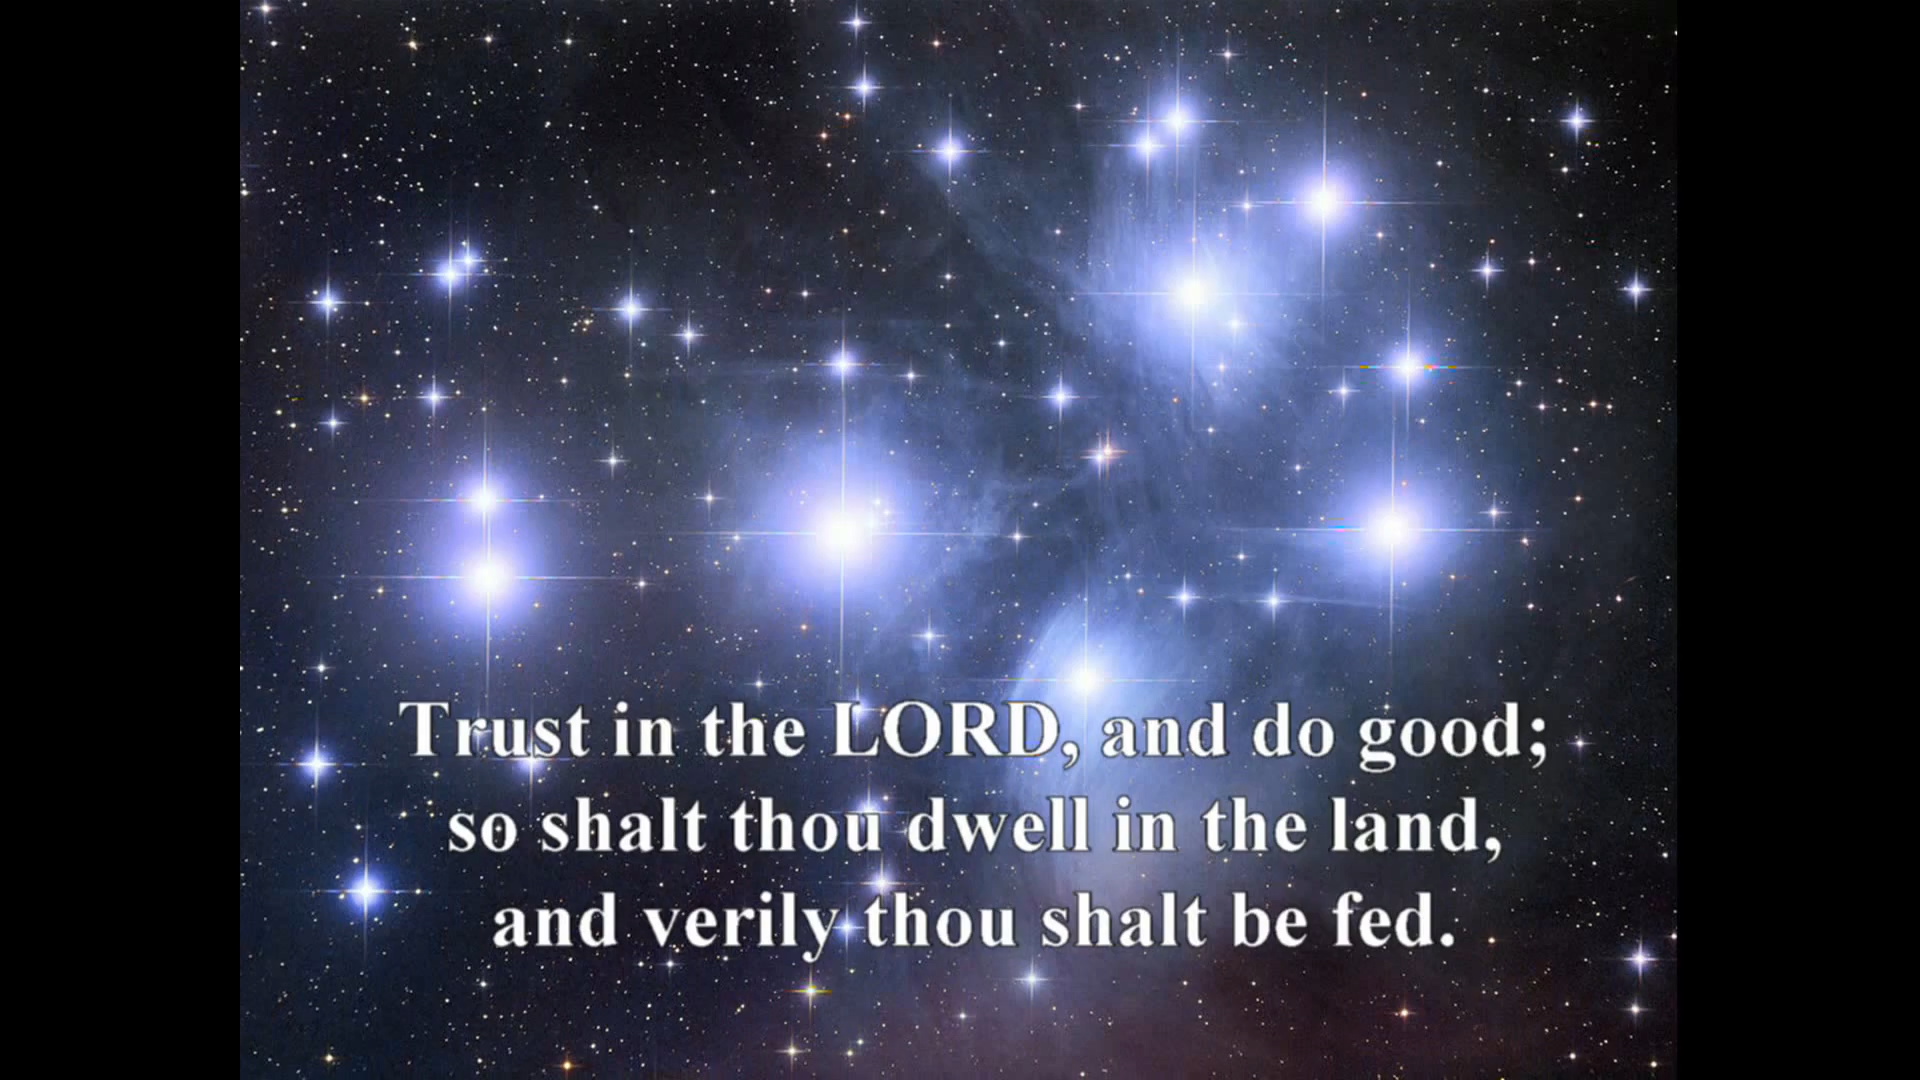 Trust in the LORD, and do good;
so shalt thou dwell in the land,
and verily thou shalt be fed.